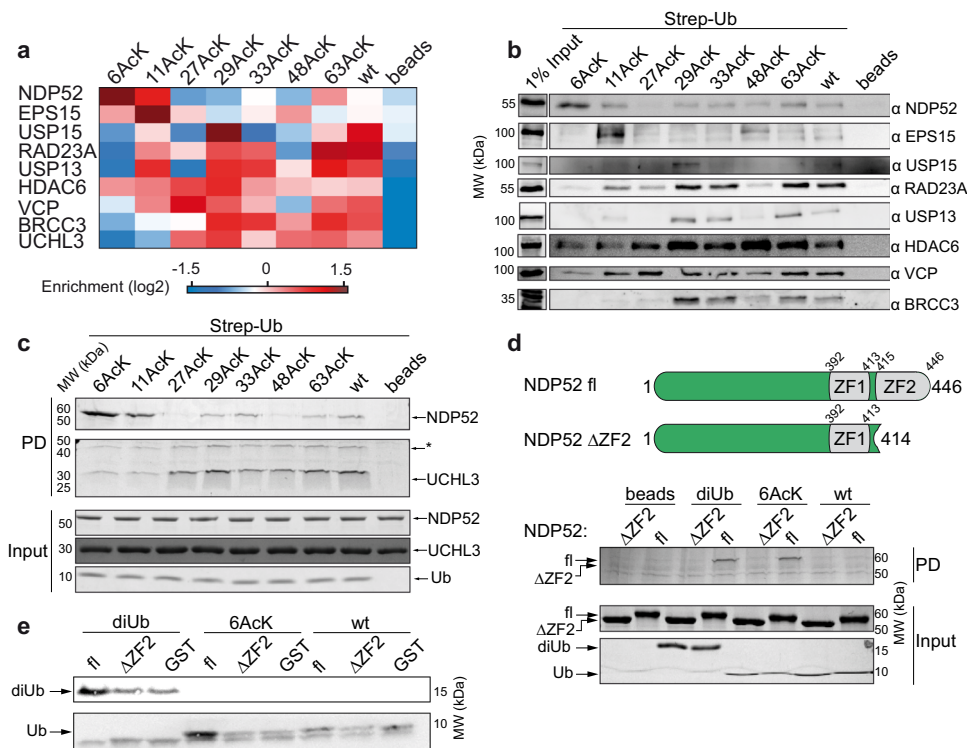 a
6AcK 11AcK 27AcK 29AcK 33AcK 48AcK 63AcK wt beads
NDP52
EPS15
USP15
RAD23A
USP13
HDAC6
VCP
BRCC3
UCHL3
Enrichment (log2) -1.5 0 1.5
b
Strep-Ub
1% Input 6AcK 11AcK 27AcK 29AcK 33AcK 48AcK 63AcK wt beads
MW (kDa)
55 α NDP52
100 α EPS15
100 α USP15
55 α RAD23A
100 α USP13
100 α HDAC6
100 α VCP
35 α BRCC3
c
Strep-Ub
MW (kDa) 6AcK 11AcK 27AcK 29AcK 33AcK 48AcK 63AcK wt beads
PD
60
50
NDP52
50
40
*
30
25
UCHL3
Input
50 NDP52
30 UCHL3
10 Ub
d
392 413 415 446
NDP52 fl 1 ZF1 ZF2 446
392 413
NDP52 ΔZF2 1 ZF1 414
beads diUb 6AcK wt
NDP52: ΔZF2 fl ΔZF2 fl ΔZF2 fl ΔZF2 fl
fl 60
ΔZF2 50
PD
MW (kDa)
fl 60
ΔZF2 50
diUb 15
Ub 10
Input
e
diUb 6AcK wt
fl ΔZF2 GST fl ΔZF2 GST fl ΔZF2 GST
diUb 15
Ub 10
MW (kDa)